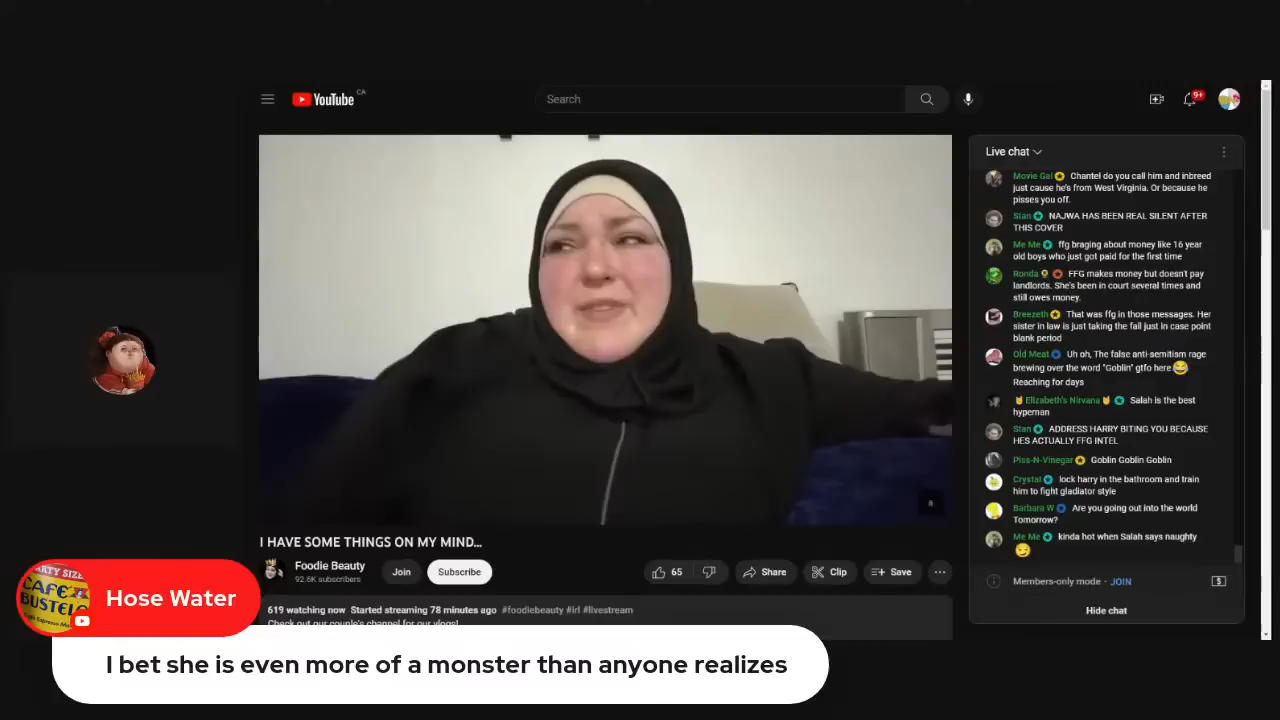 YouTube CA
Search
9+
Live chat
Movie Gal Chantel do you call him and inbreed
just cause he's from West Virginia. Or because he
pisses you off.
Stan NAJWA HAS BEEN REAL SILENT AFTER
THIS COVER
Me Me ffg braging about money like 16 year
old boys who just got paid for the first time
Ronda FFG makes money but doesn't pay
landlords. She's been in court several times and
still owes money.
Breezeth That was ffg in those messages. Her
sister in law is just taking the fall just in case point
blank period
Old Meat Uh oh, The false anti-semitism rage
brewing over the word "Goblin" gtfo here 😂
Reaching for days
Elizabeth's Nirvana Salah is the best
hypeman
Stan ADDRESS HARRY BITING YOU BECAUSE
HES ACTUALLY FFG INTEL
Piss-N-Vinegar Goblin Goblin Goblin
Crystal lock harry in the bathroom and train
him to fight gladiator style
Barbara W Are you going out into the world
Tomorrow?
Me Me kinda hot when Salah says naughty
😏
Members-only mode - JOIN
Hide chat
I HAVE SOME THINGS ON MY MIND...
Foodie Beauty
92.6K subscribers
Join
Subscribe
65
Share
Clip
Save
619 watching now Started streaming 78 minutes ago #foodiebeauty #irl #livestream
Check out our couple's channel for our vlogs!
PARTY SIZE
CAFÉ
BUSTELO
Hose Water
I bet she is even more of a monster than anyone realizes